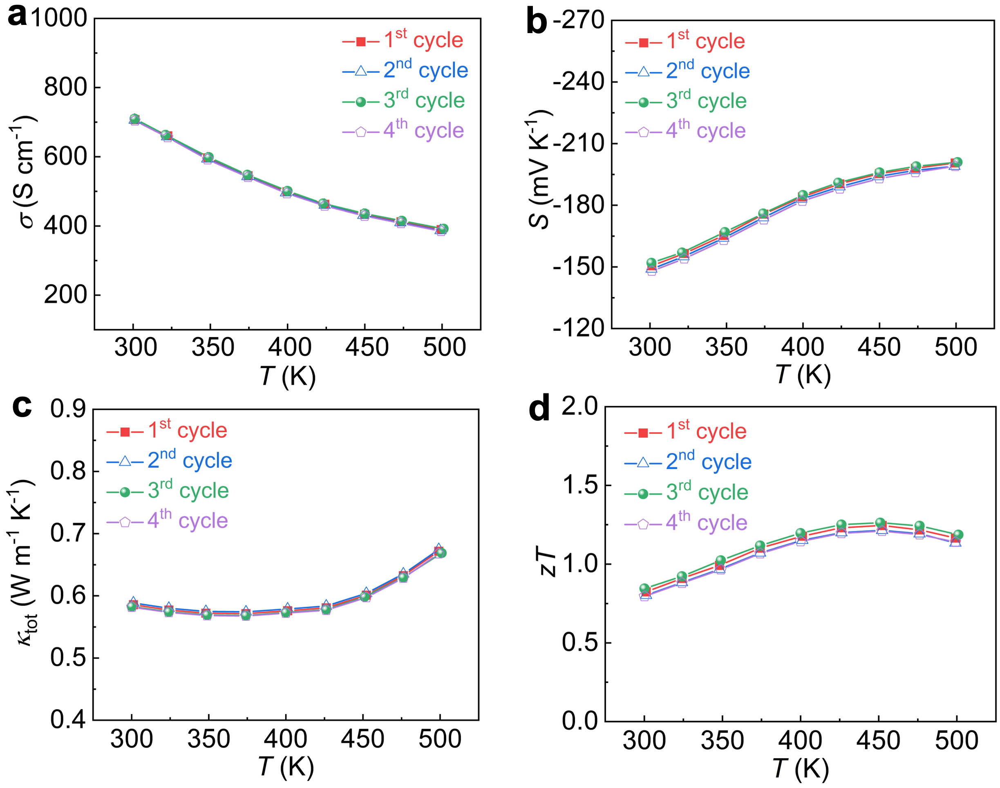 a
1000
800
600
400
200
σ (S cm⁻¹)
1ˢᵗ cycle
2ⁿᵈ cycle
3ʳᵈ cycle
4ᵗʰ cycle
300 350 400 450 500
T (K)
b
-270
-240
-210
-180
-150
-120
S (mV K⁻¹)
1ˢᵗ cycle
2ⁿᵈ cycle
3ʳᵈ cycle
4ᵗʰ cycle
300 350 400 450 500
T (K)
c
0.9
0.8
0.7
0.6
0.5
0.4
κtot (W m⁻¹ K⁻¹)
1ˢᵗ cycle
2ⁿᵈ cycle
3ʳᵈ cycle
4ᵗʰ cycle
300 350 400 450 500
T (K)
d
2.0
1.5
1.0
0.5
0.0
zT
1ˢᵗ cycle
2ⁿᵈ cycle
3ʳᵈ cycle
4ᵗʰ cycle
300 350 400 450 500
T (K)